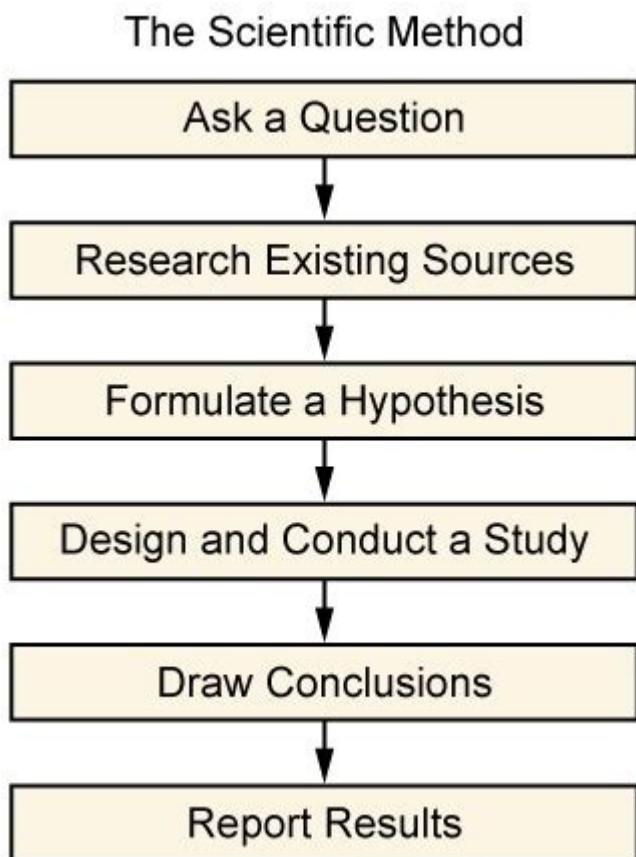 The Scientific Method
Ask a Question
Research Existing Sources
Formulate a Hypothesis
Design and Conduct a Study
Draw Conclusions
Report Results